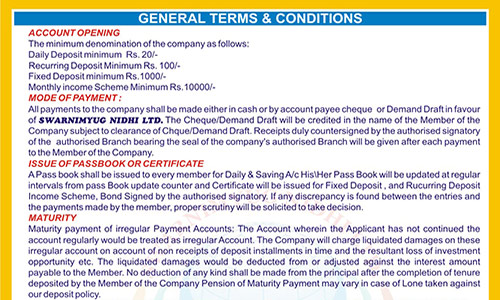 GENERAL TERMS & CONDITIONS
ACCOUNT OPENING
The minimum denomination of the company as follows:
Daily Deposit minimum Rs. 20/-
Recurring Deposit Minimum Rs. 100/-
Fixed Deposit minimum Rs.1000/-
Monthly income Scheme Minimum Rs.10000/-
MODE OF PAYMENT :
All payments to the company shall be made either in cash or by account payee cheque or Demand Draft in favour
of SWARNIMYUG NIDHI LTD. The Cheque/Demand Draft will be credited in the name of the Member of the
Company subject to clearance of Chque/Demand Draft. Receipts duly countersigned by the authorised signatory
of the authorised Branch bearing the seal of the company's authorised Branch will be given after each payment
to the Member of the Company.
ISSUE OF PASSBOOK OR CERTIFICATE
A Pass book shall be issued to every member for Daily & Saving A/c His\Her Pass Book will be updated at regular
intervals from pass Book update counter and Certificate will be issued for Fixed Deposit , and Rucurring Deposit
Income Scheme, Bond Signed by the authorised signatory. If any discrepancy is found between the entries and
the payments made by the member, proper scrutiny will be solicited to take decision.
MATURITY
Maturity payment of irregular Payment Accounts: The Account wherein the Applicant has not continued the
account regularly would be treated as irregular Account. The Company will charge liquidated damages on these
irregular account on account of non receipts of deposit installments in time and the resultant loss of investment
opportunity etc. The liquidated damages would be deducted from or adjusted against the interest amount
payable to the Member. No deduction of any kind shall be made from the principal after the completion of tenure
deposited by the Member of the Company Pension of Maturity Payment may vary in case of Lone taken against
our deposit policy.